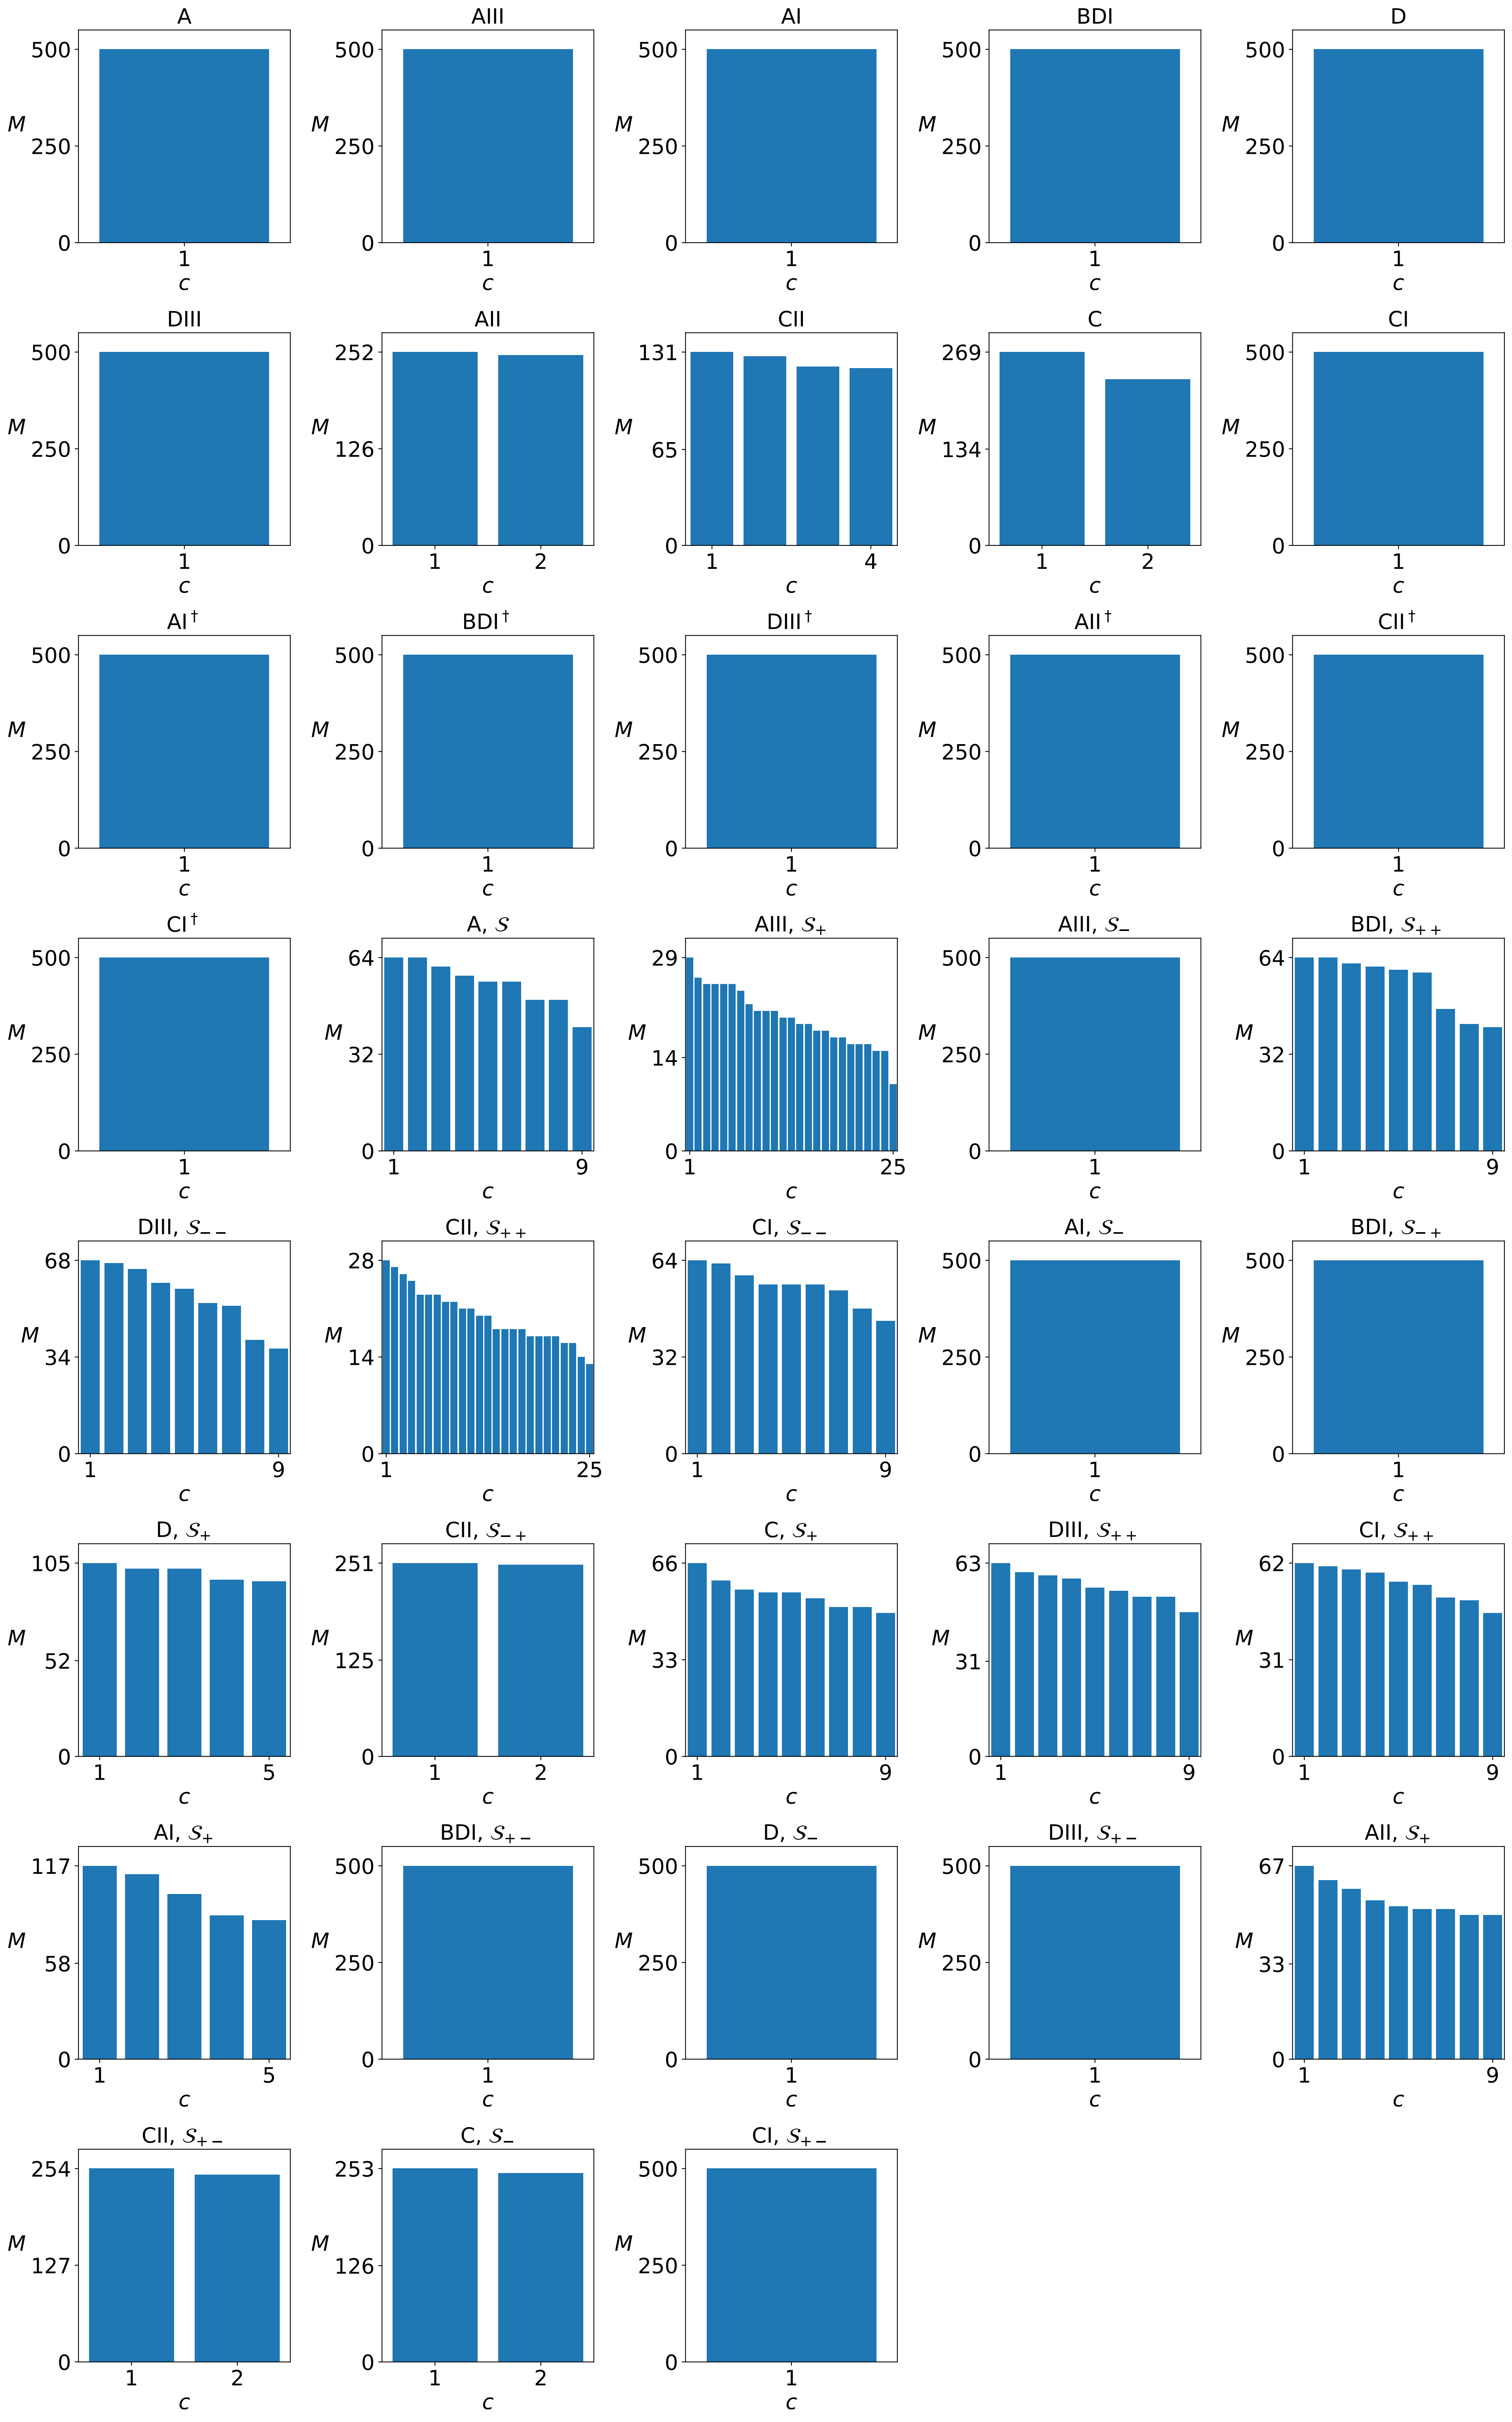 A AIII AI BDI D
500 500 500 500 500
M M M M M
250 250 250 250 250
0 0 0 0 0
1 1 1 1 1
c c c c c
DIII AII CII C CI
500 252 131 269 500
M M M M M
250 126 65 134 250
0 0 0 0 0
1 1 2 1 4 1 2 1
c c c c c
AI† BDI† DIII† AII† CII†
500 500 500 500 500
M M M M M
250 250 250 250 250
0 0 0 0 0
1 1 1 1 1
c c c c c
CI† A, 𝒮 AIII, 𝒮₊ AIII, 𝒮₋ BDI, 𝒮₊₊
500 64 29 500 64
M M M M M
250 32 14 250 32
0 0 0 0 0
1 1 9 1 25 1 1 9
c c c c c
DIII, 𝒮₋₋ CII, 𝒮₊₊ CI, 𝒮₋₋ AI, 𝒮₋ BDI, 𝒮₋₊
68 28 64 500 500
M M M M M
34 14 32 250 250
0 0 0 0 0
1 9 1 25 1 9 1 1
c c c c c
D, 𝒮₊ CII, 𝒮₋₊ C, 𝒮₊ DIII, 𝒮₊₊ CI, 𝒮₊₊
105 251 66 63 62
M M M M M
52 125 33 31 31
0 0 0 0 0
1 5 1 2 1 9 1 9 1 9
c c c c c
AI, 𝒮₊ BDI, 𝒮₊₋ D, 𝒮₋ DIII, 𝒮₊₋ AII, 𝒮₊
117 500 500 500 67
M M M M M
58 250 250 250 33
0 0 0 0 0
1 5 1 1 1 1 9
c c c c c
CII, 𝒮₊₋ C, 𝒮₋ CI, 𝒮₊₋
254 253 500
M M M
127 126 250
0 0 0
1 2 1 2 1
c c c